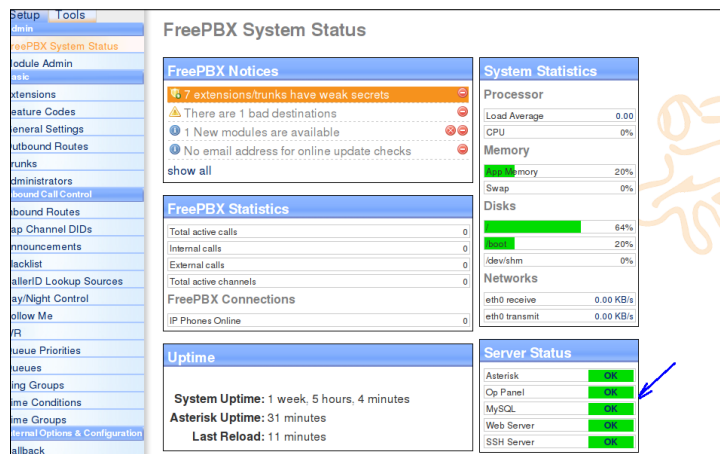 Setup Tools
FreePBX System Status
Admin
FreePBX System Status
Module Admin
Basic
Extensions
Feature Codes
General Settings
Outbound Routes
Trunks
Administrators
Inbound Call Control
Inbound Routes
Zap Channel DIDs
Announcements
Blacklist
CallerID Lookup Sources
Day/Night Control
Follow Me
IVR
Queue Priorities
Queues
Ring Groups
Time Conditions
Time Groups
Internal Options & Configuration
Callback
FreePBX Notices
7 extensions/trunks have weak secrets
There are 1 bad destinations
1 New modules are available
No email address for online update checks
show all
FreePBX Statistics
Total active calls 0
Internal calls 0
External calls 0
Total active channels 0
FreePBX Connections
IP Phones Online 0
Uptime
System Uptime: 1 week, 5 hours, 4 minutes
Asterisk Uptime: 31 minutes
Last Reload: 11 minutes
System Statistics
Processor
Load Average 0.00
CPU 0%
Memory
App Memory 20%
Swap 0%
Disks
/ 64%
/boot 20%
/dev/shm 0%
Networks
eth0 receive 0.00 KB/s
eth0 transmit 0.00 KB/s
Server Status
Asterisk OK
Op Panel OK
MySQL OK
Web Server OK
SSH Server OK